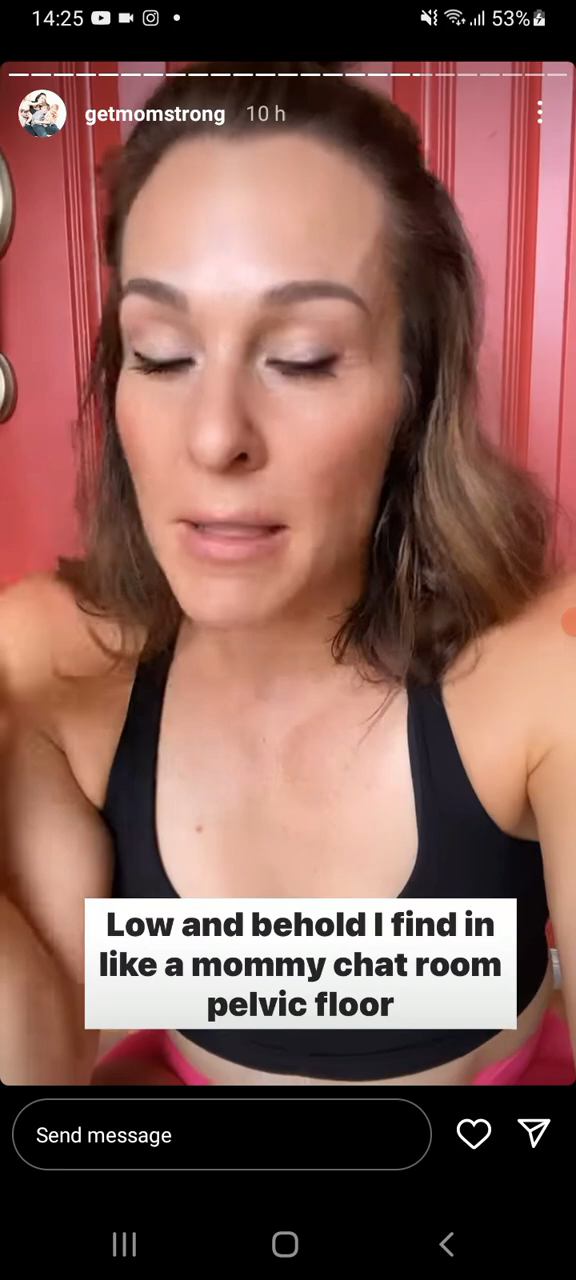 14:25 53%
getmomstrong 10 h
Low and behold I find in
like a mommy chat room
pelvic floor
Send message